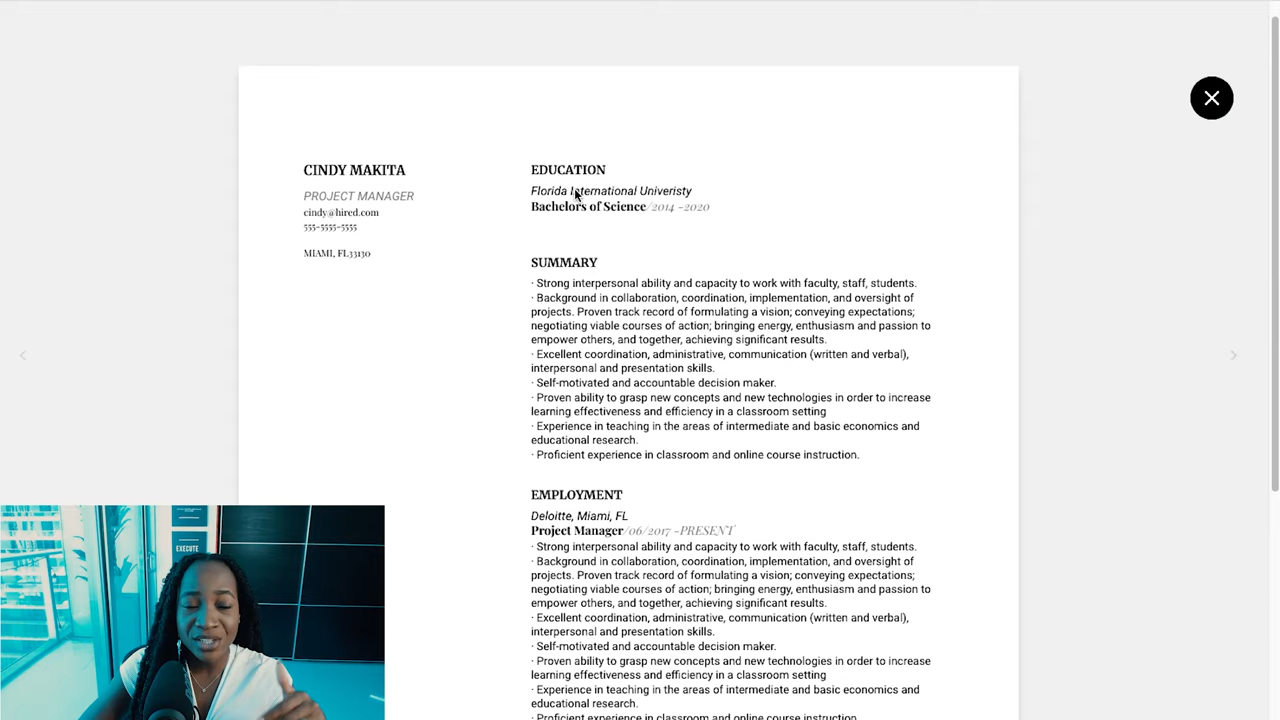 CINDY MAKITA
PROJECT MANAGER
cindy@hired.com
555-5555-5555
MIAMI, FL33130
EDUCATION
Florida International Univeristy
Bachelors of Science/2014 -2020
SUMMARY
· Strong interpersonal ability and capacity to work with faculty, staff, students.
· Background in collaboration, coordination, implementation, and oversight of
projects. Proven track record of formulating a vision; conveying expectations;
negotiating viable courses of action; bringing energy, enthusiasm and passion to
empower others, and together, achieving significant results.
· Excellent coordination, administrative, communication (written and verbal),
interpersonal and presentation skills.
· Self-motivated and accountable decision maker.
· Proven ability to grasp new concepts and new technologies in order to increase
learning effectiveness and efficiency in a classroom setting
· Experience in teaching in the areas of intermediate and basic economics and
educational research.
· Proficient experience in classroom and online course instruction.
EMPLOYMENT
Deloitte, Miami, FL
Project Manager/06/2017 -PRESENT
· Strong interpersonal ability and capacity to work with faculty, staff, students.
· Background in collaboration, coordination, implementation, and oversight of
projects. Proven track record of formulating a vision; conveying expectations;
negotiating viable courses of action; bringing energy, enthusiasm and passion to
empower others, and together, achieving significant results.
· Excellent coordination, administrative, communication (written and verbal),
interpersonal and presentation skills.
· Self-motivated and accountable decision maker.
· Proven ability to grasp new concepts and new technologies in order to increase
learning effectiveness and efficiency in a classroom setting
· Experience in teaching in the areas of intermediate and basic economics and
educational research.
· Proficient experience in classroom and online course instruction.
EXECUTE